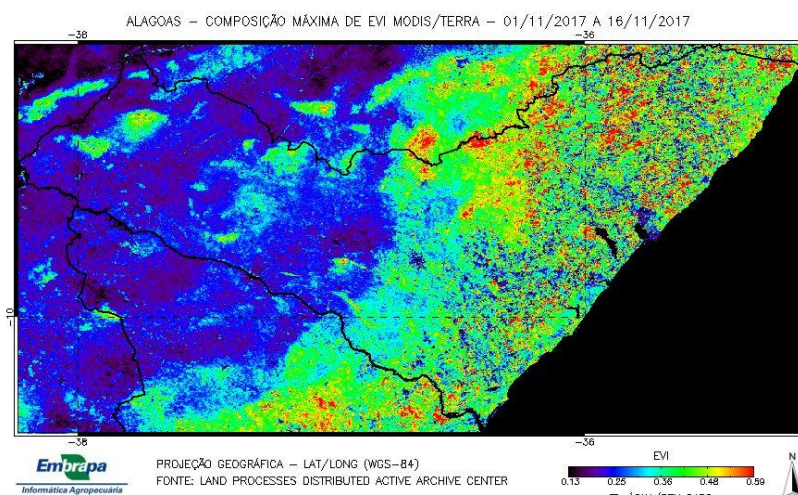 ALAGOAS - COMPOSIÇÃO MÁXIMA DE EVI MODIS/TERRA - 01/11/2017 A 16/11/2017
-38
-36
-10
-38
-36
Embrapa
Informática Agropecuária
PROJEÇÃO GEOGRÁFICA - LAT/LONG (WGS-84)
FONTE: LAND PROCESSES DISTRIBUTED ACTIVE ARCHIVE CENTER
EVI
0.13 0.25 0.36 0.48 0.59
N